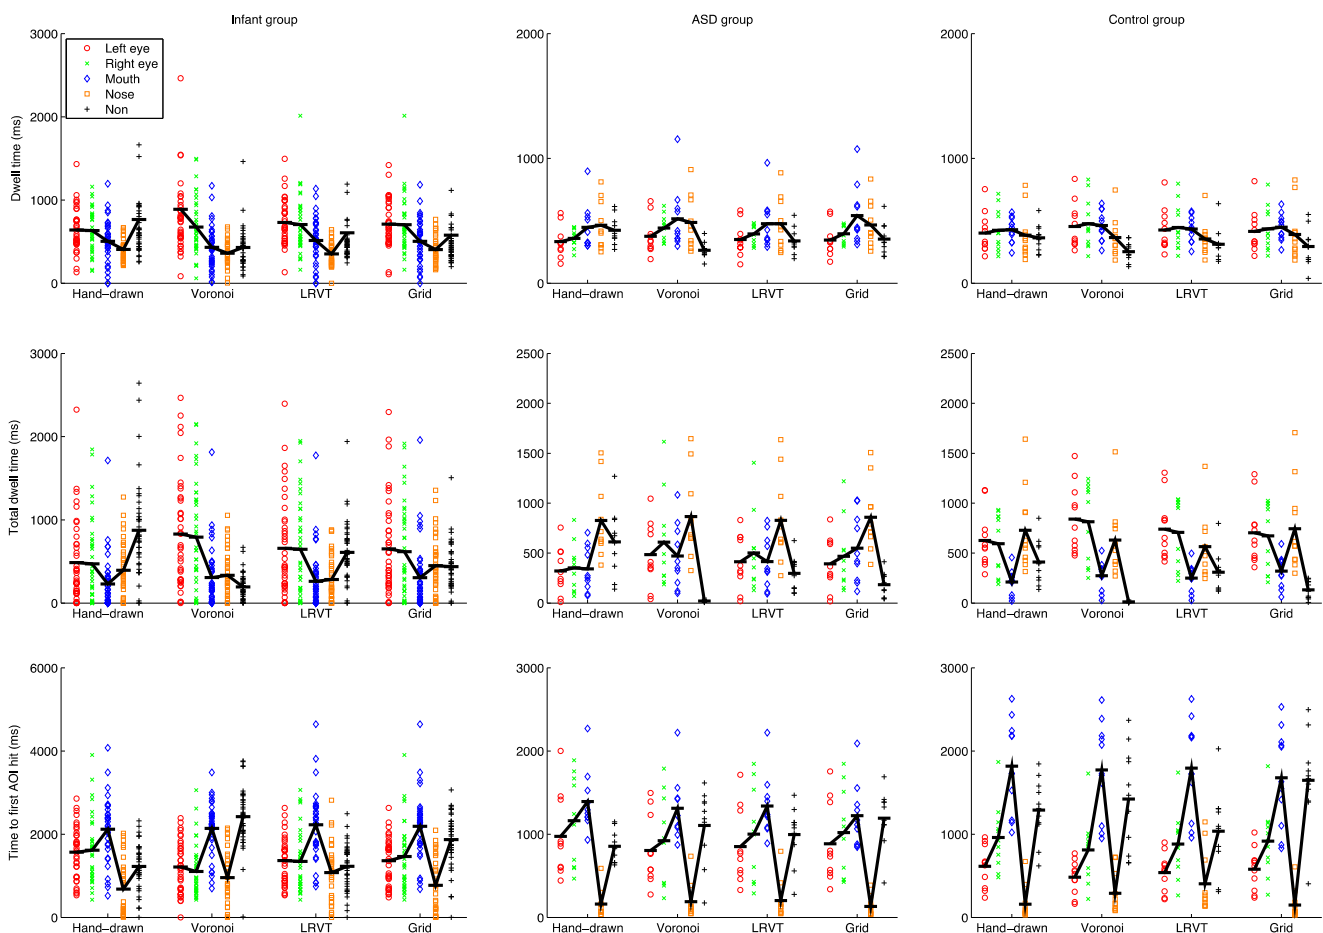 Infant group
ASD group
Control group
3000
2000
1000
0
Dwell time (ms)
Left eye
Right eye
Mouth
Nose
Non
Hand–drawn Voronoi LRVT Grid
2000
1000
0
Hand–drawn Voronoi LRVT Grid
2000
1000
0
Hand–drawn Voronoi LRVT Grid
3000
2000
1000
0
Total dwell time (ms)
Hand–drawn Voronoi LRVT Grid
2500
2000
1500
1000
500
0
Hand–drawn Voronoi LRVT Grid
2500
2000
1500
1000
500
0
Hand–drawn Voronoi LRVT Grid
6000
4000
2000
0
Time to first AOI hit (ms)
Hand–drawn Voronoi LRVT Grid
3000
2000
1000
0
Hand–drawn Voronoi LRVT Grid
3000
2000
1000
0
Hand–drawn Voronoi LRVT Grid